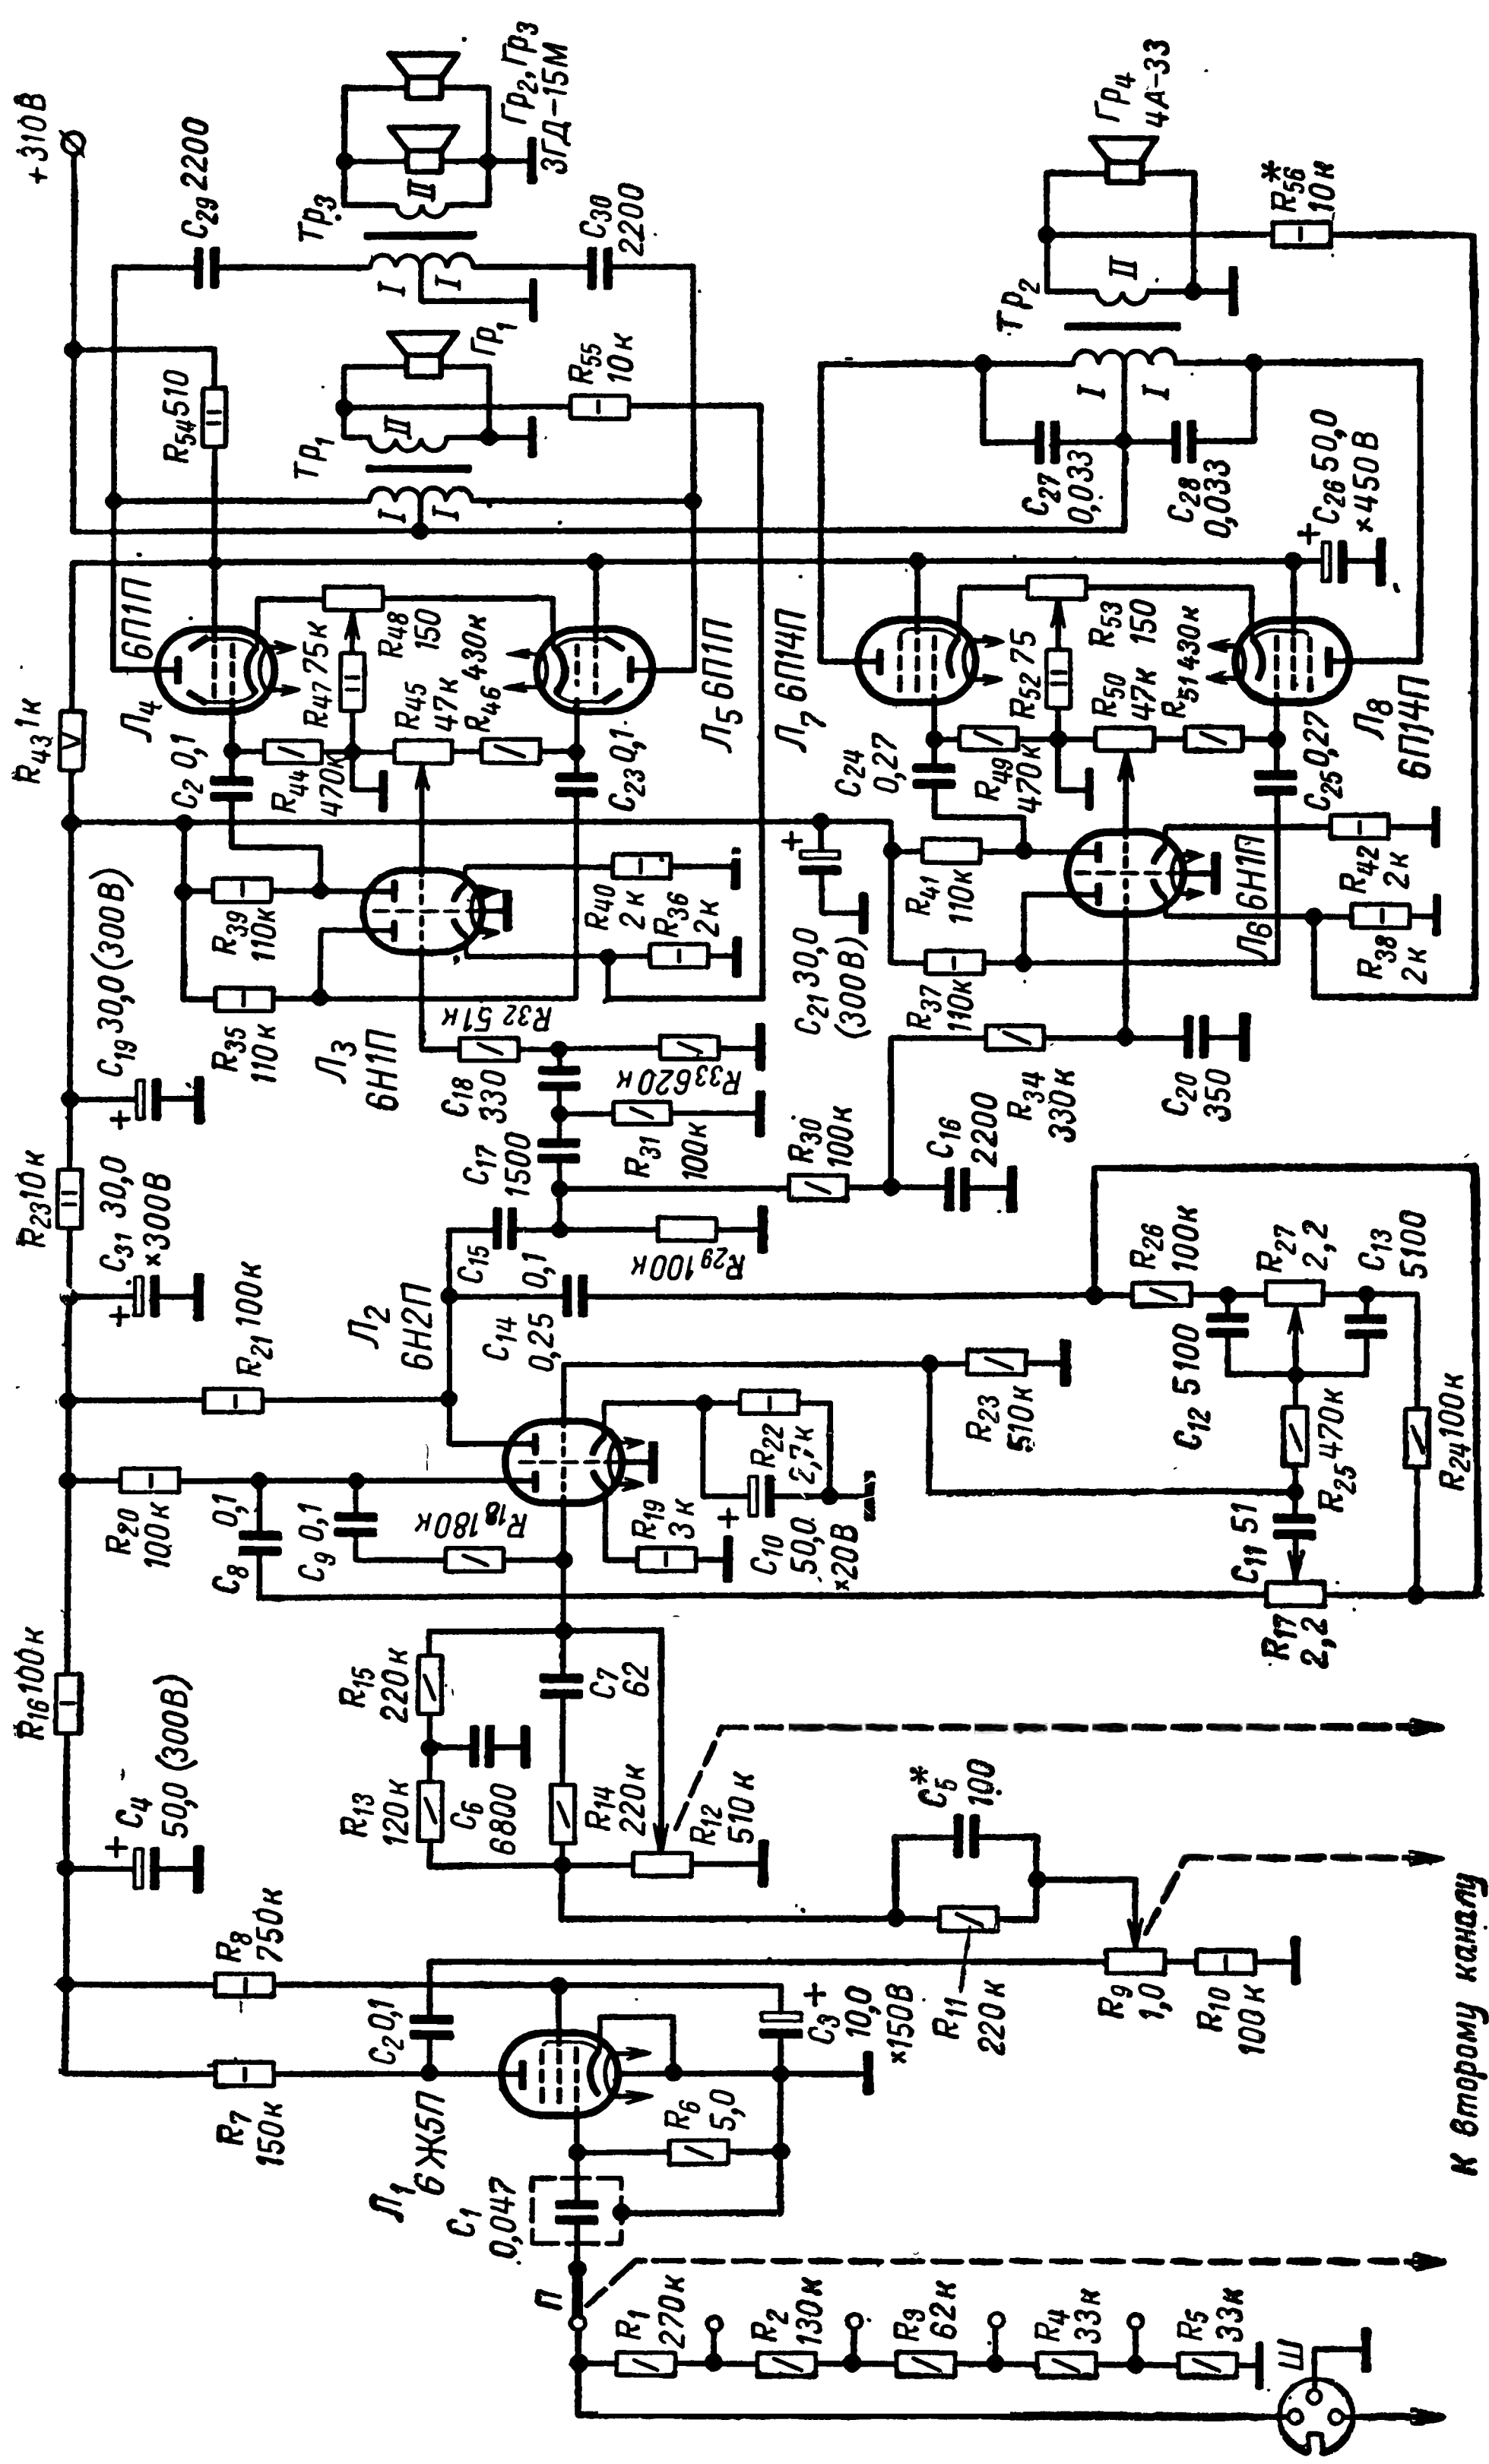 +310В
C29 2200
Тр3
Гр2, Гр3
3ГД-15М
II
I
I
C30
2200
R54 510
Тр1
Гр1
II
I
I
R55
10к
Гр4
4А-33
R56*
10к
Тр2
II
I
I
C27
0,033
C28
0,033
C26 50,0
×450В
R43 1к
Л4
6П1П
C2 0,1
R44
470к
R47 75к
R48
150
R45
47к
R46 430к
C23 0,1
Л5 6П1П
Л7 6П14П
C24
0,27
R49
470к
R52 75
R53
150
R50
47к
R51 430к
C25 0,27
Л8
6П14П
R39
110к
R35
110к
Л3
6Н1П
R40
2к
R36
2к
C21 30,0
(300В)
R41
110к
R37
110к
Л6 6Н1П
R42
2к
R38
2к
C19 30,0 (300В)
R32 51к
C18
330
R33 620к
C17
1500
R31
100к
R30
100к
C16
2200
R34
330к
C20
350
R23 10к
C31 30,0
×300В
R21 100к
Л2
6Н2П
C15
0,1
R29 100к
C14
0,25
R26
100к
R27
2,2
C13
5100
C12 5100
R23
510к
R25 470к
R24 100к
R20
100к
C8 0,1
C9 0,1
R18 180к
R19
3к
R22
2,7к
C10
50,0
×20В
C11 51
R17
2,2
R16 100к
C4
50,0 (300В)
R15
220к
R13
120к
C6
6800
C7
62
R14
220к
R12
510к
C5*
100
R8
750к
R7
150к
C2 0,1
Л1
6Ж5П
C3
10,0
×150В
R11
220к
R9
1,0
R10
100к
R6
5,0
C1
0,047
П
R1
270к
R2
130к
R3
62к
R4
33к
R5
33к
Ш
К второму каналу